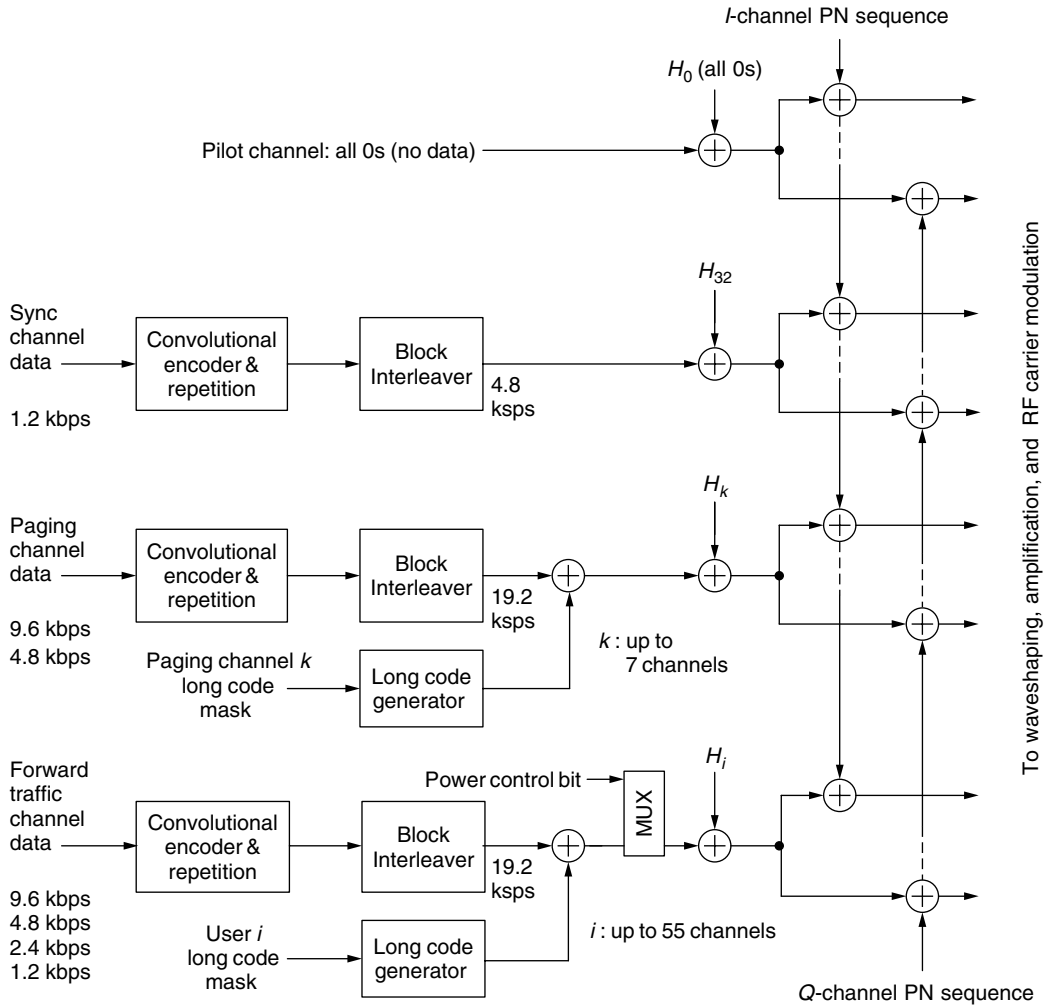 I-channel PN sequence
H0 (all 0s)
Pilot channel: all 0s (no data)
H32
Sync
channel
data
1.2 kbps
Convolutional
encoder &
repetition
Block
Interleaver
4.8
ksps
Hk
Paging
channel
data
9.6 kbps
4.8 kbps
Convolutional
encoder &
repetition
Block
Interleaver
19.2
ksps
k : up to
7 channels
Paging channel k
long code
mask
Long code
generator
Hi
Power control bit
MUX
Forward
traffic
channel
data
9.6 kbps
4.8 kbps
2.4 kbps
1.2 kbps
Convolutional
encoder &
repetition
Block
Interleaver
19.2
ksps
i : up to 55 channels
User i
long code
mask
Long code
generator
Q-channel PN sequence
To waveshaping, amplification, and RF carrier modulation